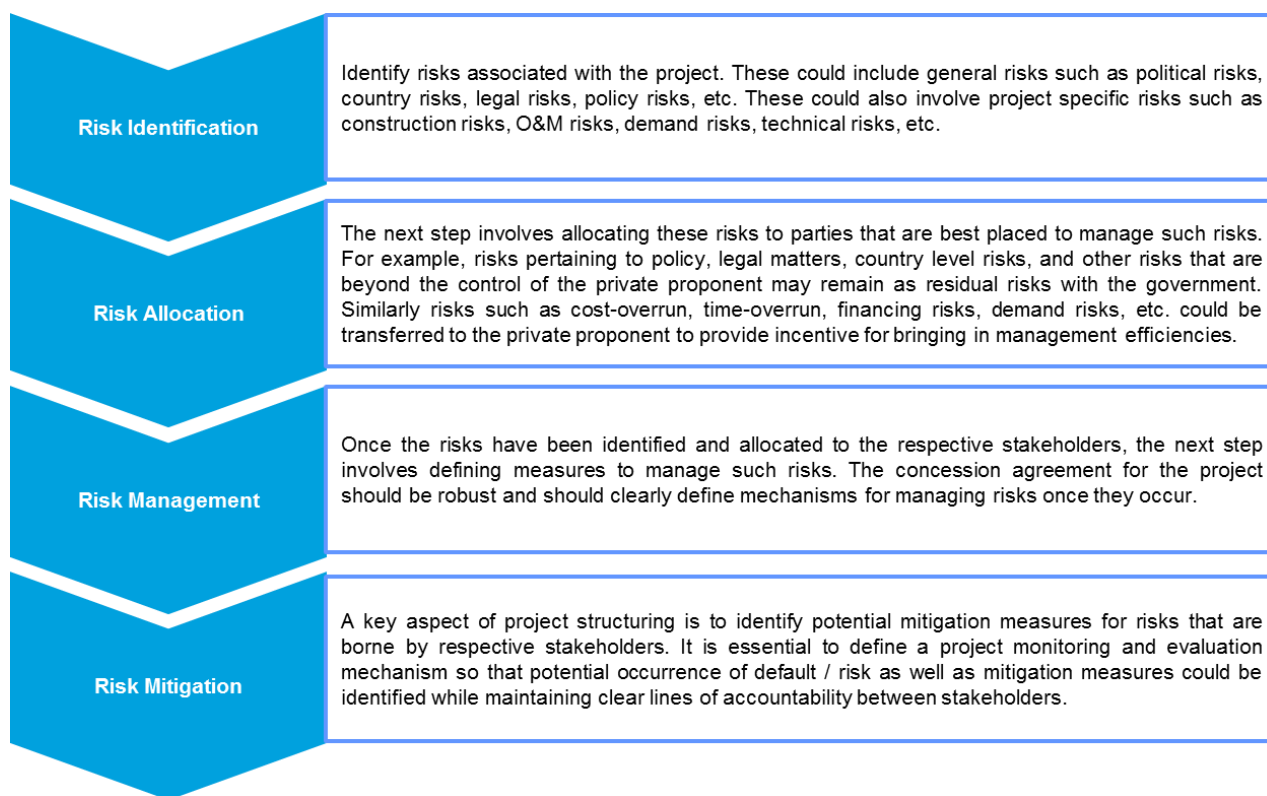 Risk Identification
Identify risks associated with the project. These could include general risks such as political risks,
country risks, legal risks, policy risks, etc. These could also involve project specific risks such as
construction risks, O&M risks, demand risks, technical risks, etc.
Risk Allocation
The next step involves allocating these risks to parties that are best placed to manage such risks.
For example, risks pertaining to policy, legal matters, country level risks, and other risks that are
beyond the control of the private proponent may remain as residual risks with the government.
Similarly risks such as cost-overrun, time-overrun, financing risks, demand risks, etc. could be
transferred to the private proponent to provide incentive for bringing in management efficiencies.
Risk Management
Once the risks have been identified and allocated to the respective stakeholders, the next step
involves defining measures to manage such risks. The concession agreement for the project
should be robust and should clearly define mechanisms for managing risks once they occur.
Risk Mitigation
A key aspect of project structuring is to identify potential mitigation measures for risks that are
borne by respective stakeholders. It is essential to define a project monitoring and evaluation
mechanism so that potential occurrence of default / risk as well as mitigation measures could be
identified while maintaining clear lines of accountability between stakeholders.